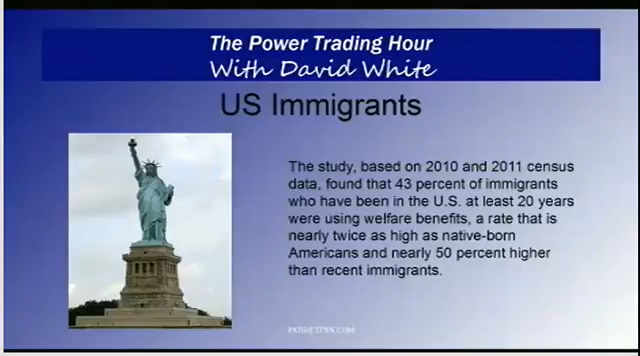 The Power Trading Hour
With David White
US Immigrants
The study, based on 2010 and 2011 census
data, found that 43 percent of immigrants
who have been in the U.S. at least 20 years
were using welfare benefits, a rate that is
nearly twice as high as native-born
Americans and nearly 50 percent higher
than recent immigrants.